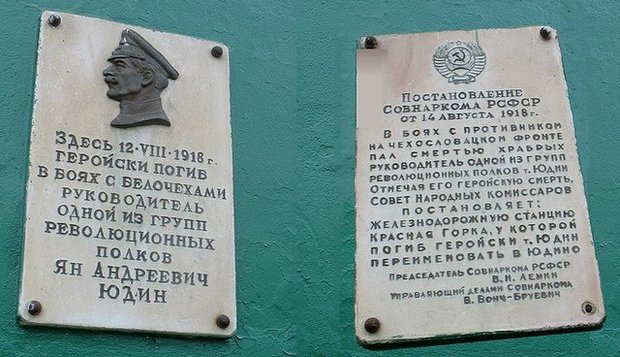 Здесь 12·VIII·1918 г.
геройски погиб
в боях с белочехами
руководитель
одной из групп
революционных
полков
Ян Андреевич
Юдин
Постановление
Совнаркома РСФСР
от 14 августа 1918 г.
В боях с противником
на Чехословацком фронте
пал смертью храбрых
руководитель одной из групп
революционных полков т. Юдин
Отмечая его геройскую смерть,
Совет Народных Комиссаров
постановляет:
железнодорожную станцию
Красная Горка, у которой
погиб геройски т. Юдин
переименовать в Юдино
Председатель Совнаркома РСФСР
В.И. Ленин
Управляющий делами Совнаркома
В. Бонч-Бруевич